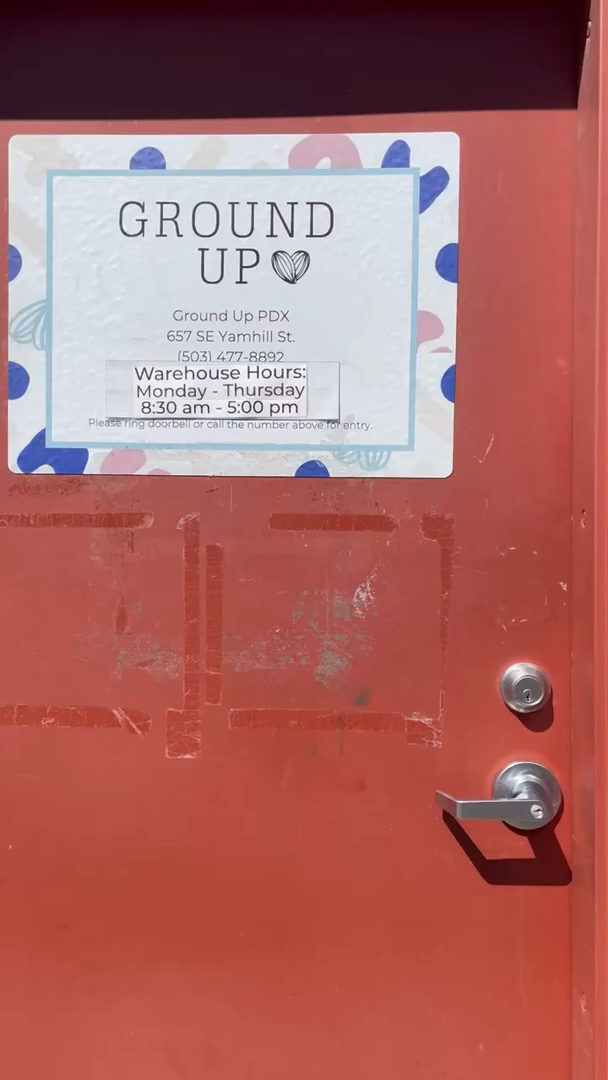 GROUND
UP
Ground Up PDX
657 SE Yamhill St.
(503) 477-8892
Warehouse Hours:
Monday - Thursday
8:30 am - 5:00 pm
Please ring doorbell or call the number above for entry.